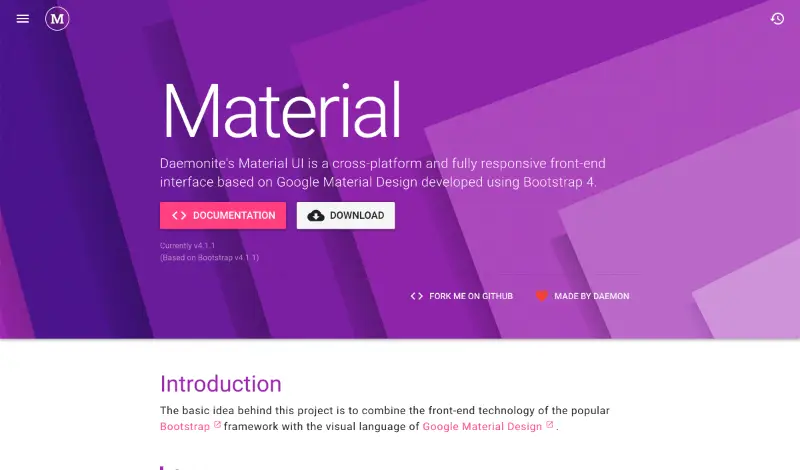 M
Material
Daemonite's Material UI is a cross-platform and fully responsive front-end
interface based on Google Material Design developed using Bootstrap 4.
DOCUMENTATION
DOWNLOAD
Currently v4.1.1
(Based on Bootstrap v4.1.1)
FORK ME ON GITHUB
MADE BY DAEMON
Introduction
The basic idea behind this project is to combine the front-end technology of the popular
Bootstrap framework with the visual language of Google Material Design .